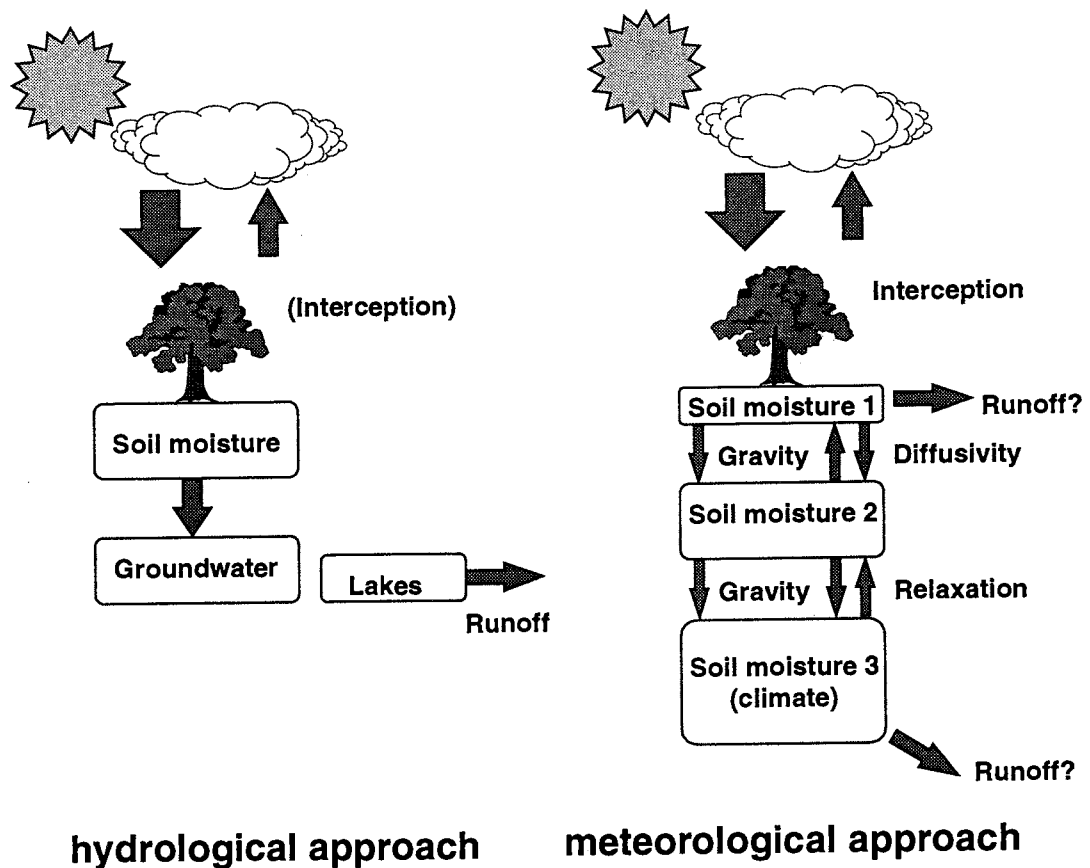 (Interception)
Soil moisture
Groundwater
Lakes
Runoff
hydrological approach
Interception
Soil moisture 1
Runoff?
Gravity
Diffusivity
Soil moisture 2
Gravity
Relaxation
Soil moisture 3
(climate)
Runoff?
meteorological approach